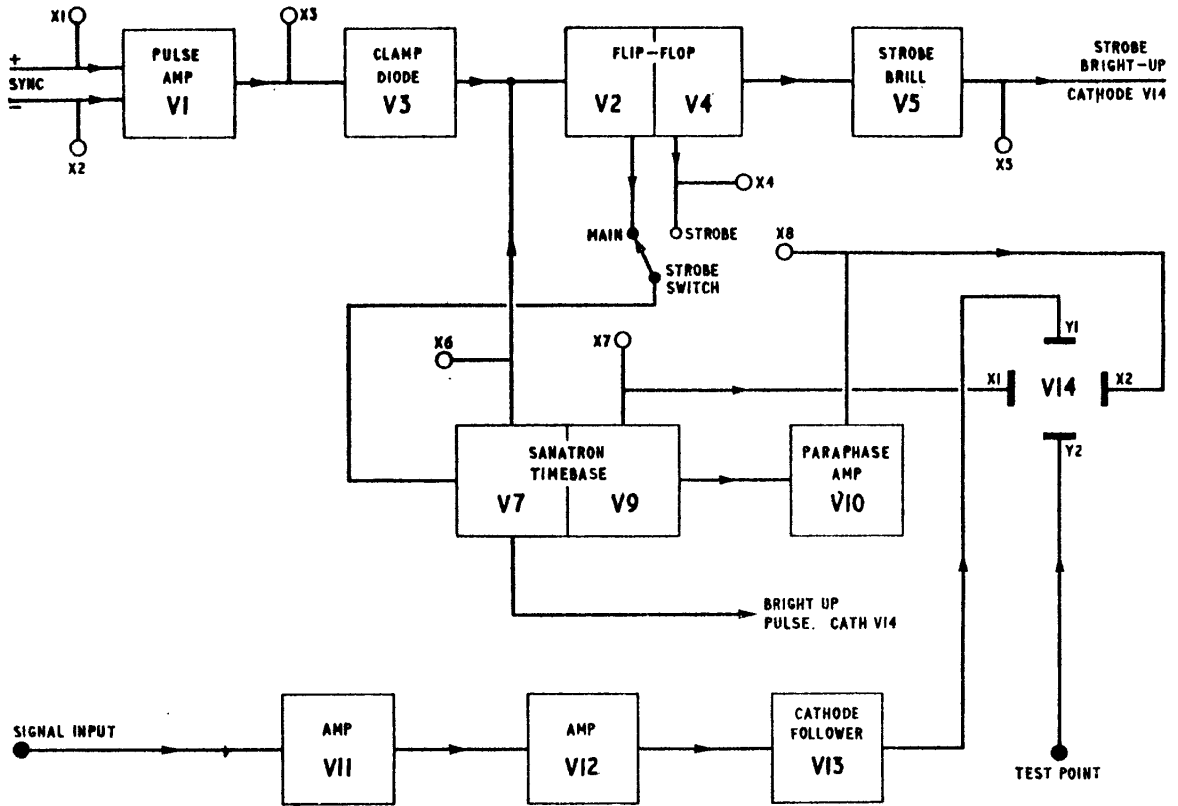 X1
X3
+
SYNC
−
X2
PULSE
AMP
V1
CLAMP
DIODE
V3
FLIP-FLOP
V2
V4
STROBE
BRILL
V5
STROBE
BRIGHT-UP
CATHODE V14
X5
X4
MAIN
STROBE
STROBE
SWITCH
X8
X6
X7
Y1
X1
V14
X2
Y2
SANATRON
TIMEBASE
V7
V9
PARAPHASE
AMP
V10
BRIGHT UP
PULSE. CATH V14
SIGNAL INPUT
AMP
V11
AMP
V12
CATHODE
FOLLOWER
V13
TEST POINT